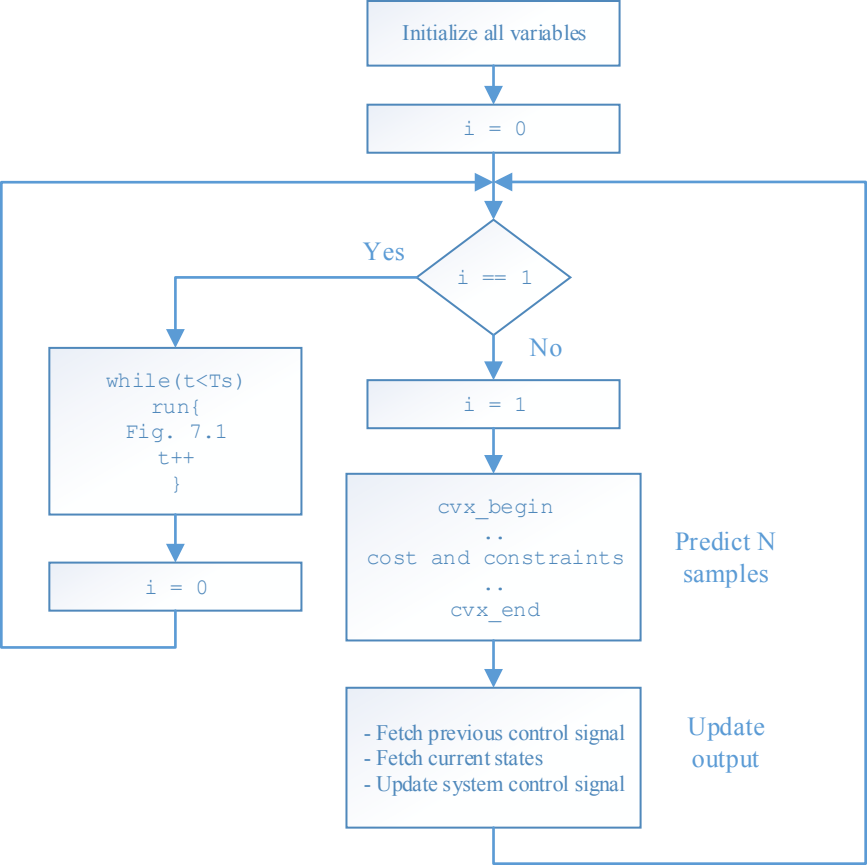 Initialize all variables
i = 0
Yes
i == 1
No
while(t<Ts)
run{
Fig. 7.1
t++
}
i = 0
i = 1
cvx_begin
..
cost and constraints
..
cvx_end
Predict N
samples
- Fetch previous control signal
- Fetch current states
- Update system control signal
Update
output